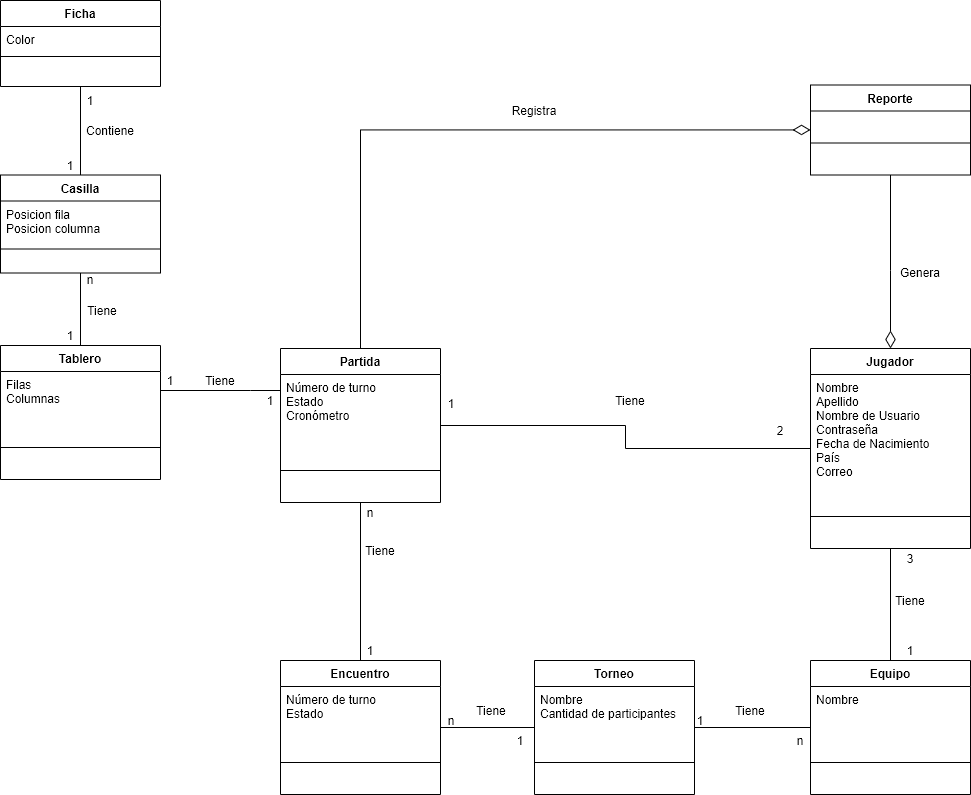 Ficha
Color
1
Contiene
1
Casilla
Posicion fila
Posicion columna
n
Tiene
1
Tablero
Filas
Columnas
1
Tiene
1
Partida
Número de turno
Estado
Cronómetro
Registra
Reporte
Genera
1
Tiene
2
Jugador
Nombre
Apellido
Nombre de Usuario
Contraseña
Fecha de Nacimiento
País
Correo
n
Tiene
1
3
Tiene
1
Encuentro
Número de turno
Estado
n
Tiene
1
Torneo
Nombre
Cantidad de participantes
1
Tiene
n
Equipo
Nombre